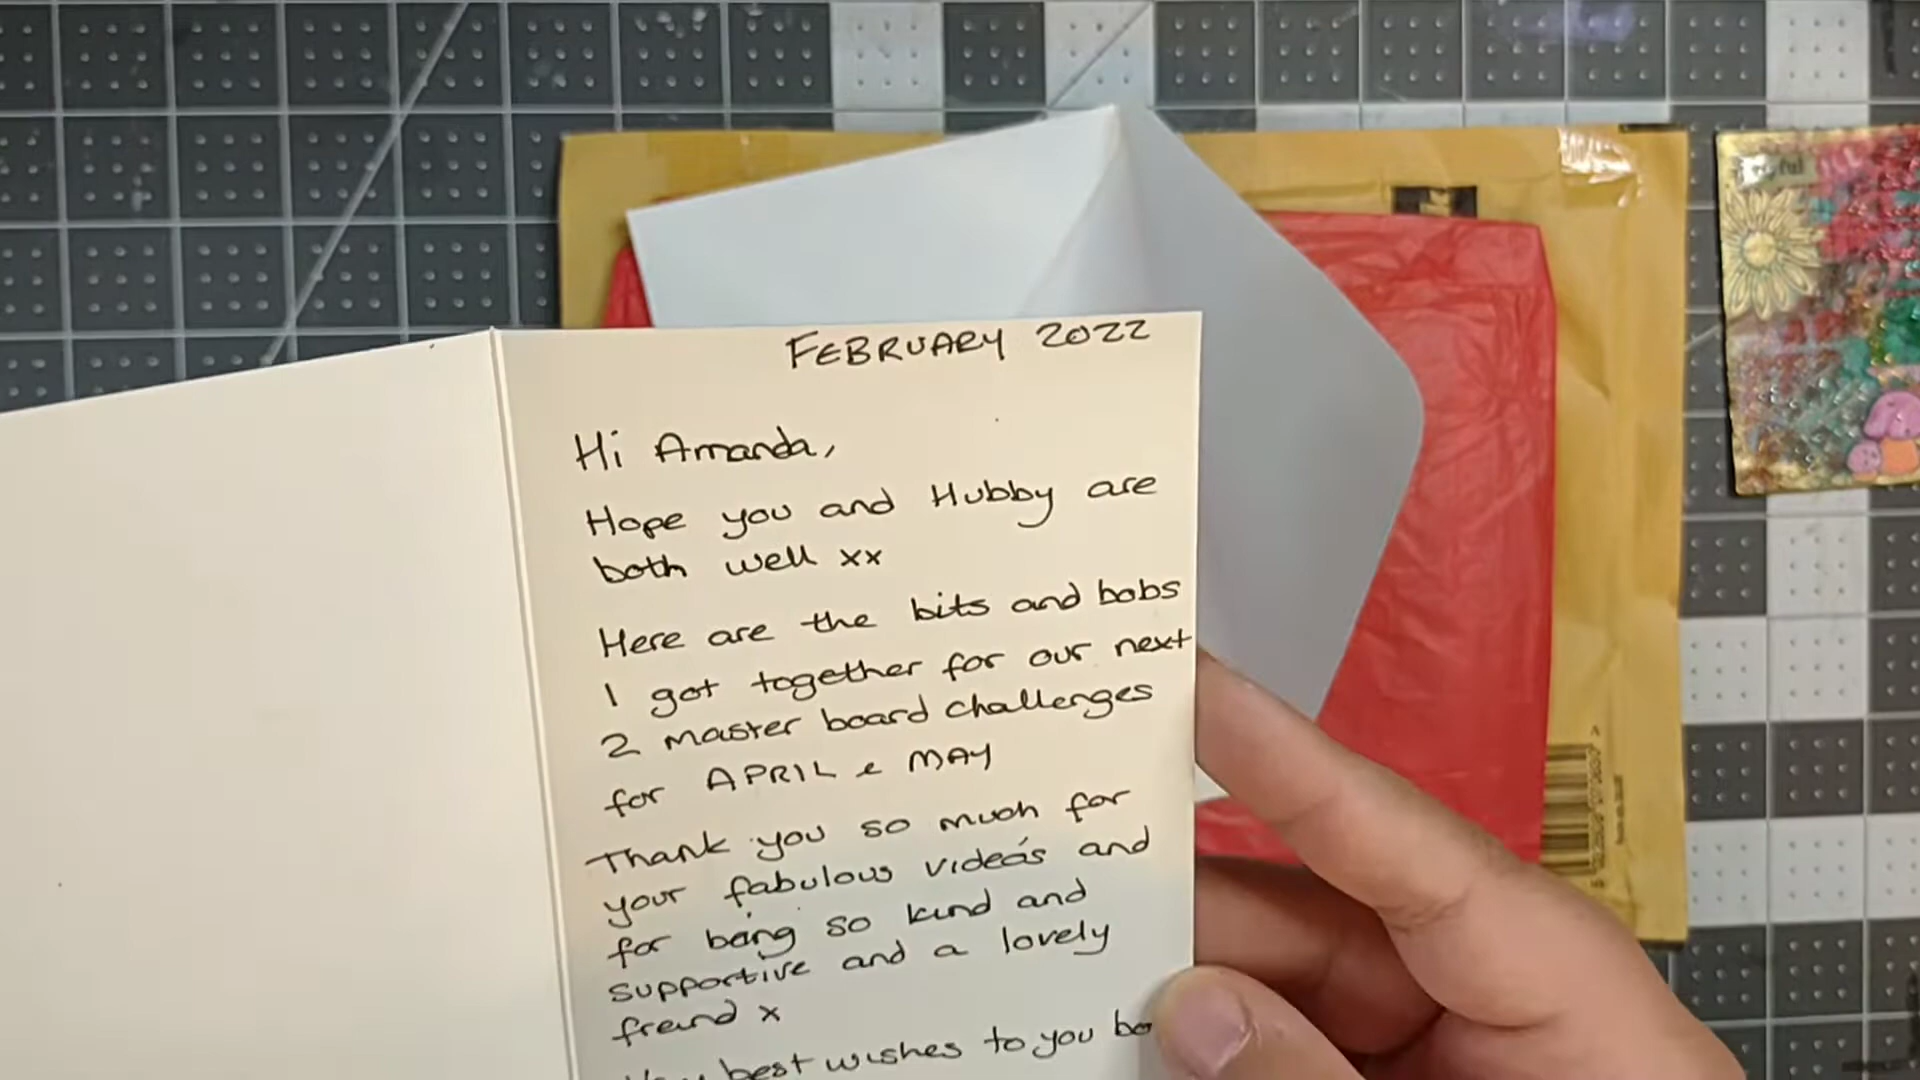 FEBRUARY 2022
Hi Amanda,
Hope you and Hubby are
both well xx
Here are the bits and bobs
I got together for our next
2 master board challenges
for APRIL & MAY
Thank you so much for
your fabulous videо's and
for being so kind and
supportive and a lovely
freind x
best wishes to you